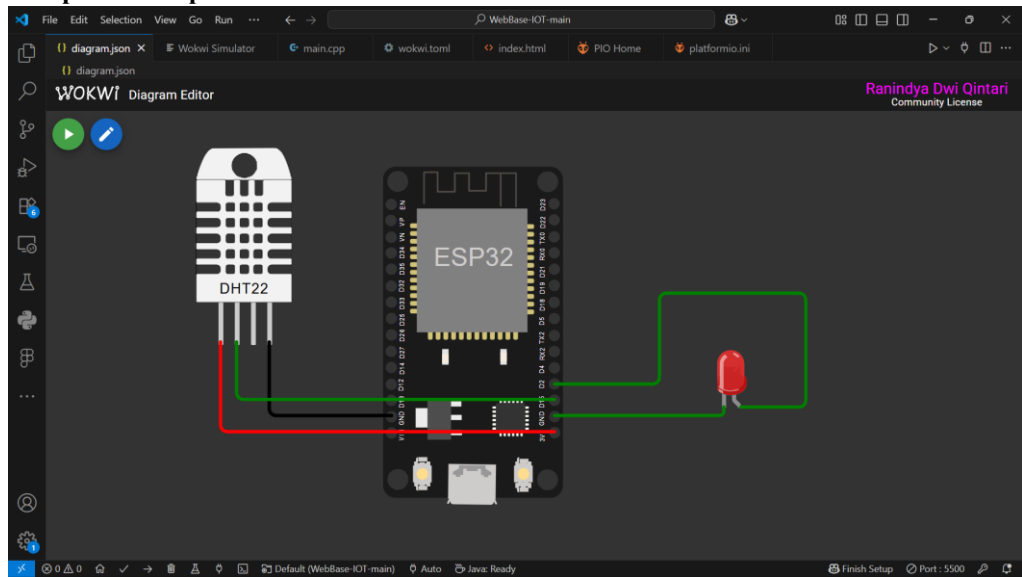 File Edit Selection View Go Run ··· WebBase-IOT-main
diagram.json Wokwi Simulator main.cpp wokwi.toml index.html PIO Home platformio.ini
diagram.json
WOKWI Diagram Editor
Ranindya Dwi Qintari
Community License
DHT22
ESP32
EN
VP
VN
D34
D35
D32
D33
D25
D26
D27
D14
D12
D13
GND
D23
D22
TX0
RX0
D21
D19
D18
D5
TX2
RX2
D4
D2
D15
GND
6
1
0 0 Default (WebBase-IOT-main) Auto Java: Ready Finish Setup Port : 5500